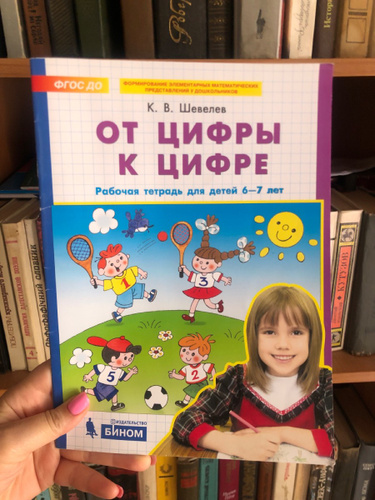 ФГОС ДО
ФОРМИРОВАНИЕ ЭЛЕМЕНТАРНЫХ МАТЕМАТИЧЕСКИХ
ПРЕДСТАВЛЕНИЙ У ДОШКОЛЬНИКОВ
К. В. Шевелев
ОТ ЦИФРЫ
К ЦИФРЕ
Рабочая тетрадь для детей 6–7 лет
1
3
5
2
ИЗДАТЕЛЬСТВО
БИНОМ